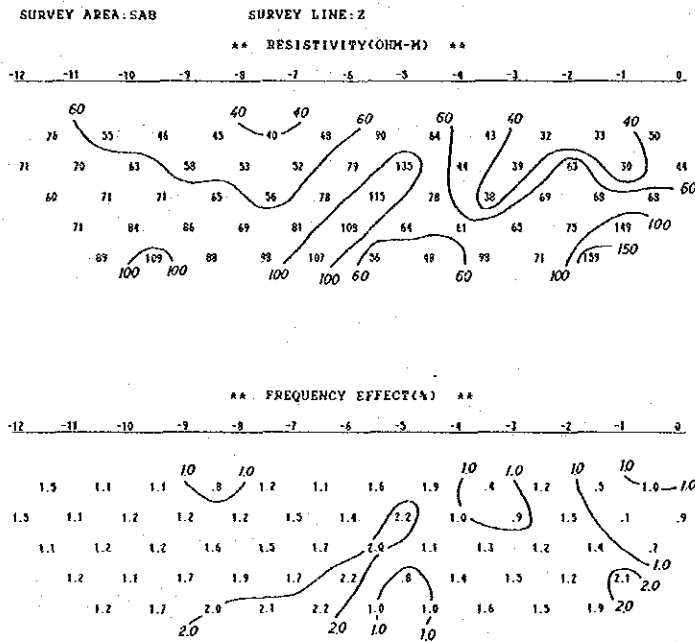 SURVEY AREA:SAB SURVEY LINE:Z
** RESISTIVITY(OHM-M) **
-12 -11 -10 -9 -8 -7 -6 -5 -4 -3 -2 -1 0
60 40 40 60 60 40 40
76 55 46 45 40 48 90 64 43 32 33 50
71 70 63 58 53 52 79 135 44 39 63 30 44
60
60 71 71 65 56 78 115 78 38 69 68 68
71 84 86 69 81 109 64 61 63 75 149
100
89 109 88 98 107 56 48 98 71 159
150
100 100 100 100 60 60 100
** FREQUENCY EFFECT(%) **
-12 -11 -10 -9 -8 -7 -6 -5 -4 -3 -2 -1 0
1.0 1.0 1.0 1.0 1.0 1.0
1.5 1.1 1.1 .8 1.2 1.1 1.6 1.9 .4 1.2 .5 1.0
1.0
1.5 1.1 1.2 1.2 1.2 1.5 1.4 2.2 1.0 .9 1.5 .1 .9
1.1 1.2 1.2 1.6 1.5 1.7 2.0 1.1 1.3 1.2 1.4 .7
1.0
1.2 1.1 1.7 1.9 1.7 2.2 .8 1.4 1.3 1.2 2.1
2.0
1.2 1.7 2.0 2.1 2.2 1.0 1.0 1.6 1.5 1.9
2.0
2.0 2.0 1.0 1.0